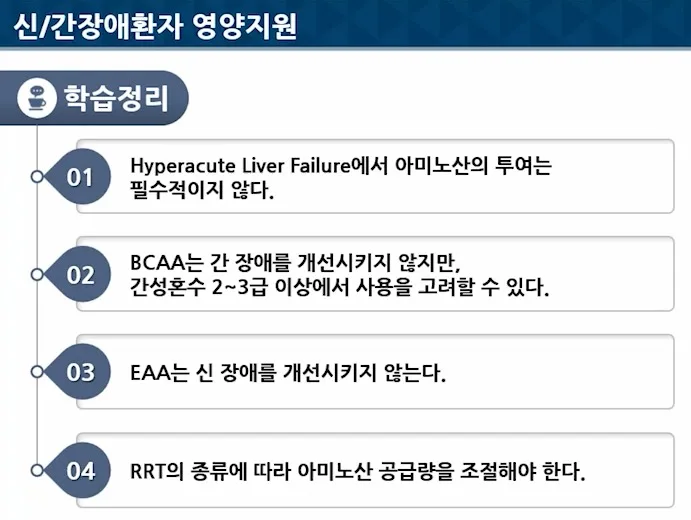 신/간장애환자 영양지원
학습정리
01
Hyperacute Liver Failure에서 아미노산의 투여는
필수적이지 않다.
02
BCAA는 간 장애를 개선시키지 않지만,
간성혼수 2~3급 이상에서 사용을 고려할 수 있다.
03
EAA는 신 장애를 개선시키지 않는다.
04
RRT의 종류에 따라 아미노산 공급량을 조절해야 한다.